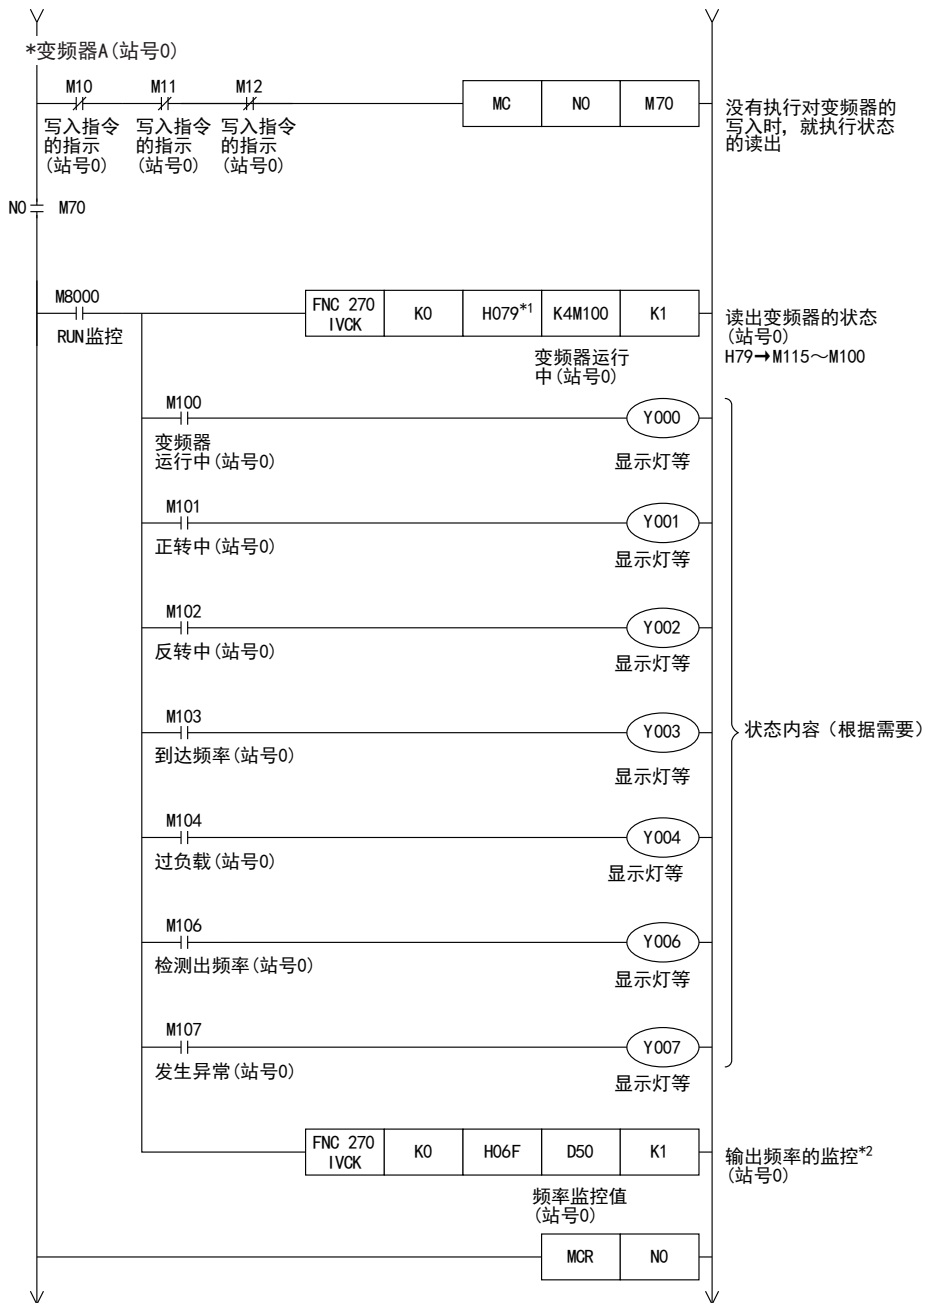 *变频器A(站号0)
M10 M11 M12
MC N0 M70
写入指令 写入指令 写入指令
的指示 的指示 的指示
(站号0) (站号0) (站号0)
没有执行对变频器的
写入时，就执行状态
的读出
N0 M70
M8000
RUN监控
FNC 270
IVCK
K0 H079*1 K4M100 K1
变频器运行
中(站号0)
读出变频器的状态
(站号0)
H79→M115～M100
M100
变频器
运行中(站号0)
Y000
显示灯等
M101
正转中(站号0)
Y001
显示灯等
M102
反转中(站号0)
Y002
显示灯等
M103
到达频率(站号0)
Y003
显示灯等
状态内容（根据需要）
M104
过负载(站号0)
Y004
显示灯等
M106
检测出频率(站号0)
Y006
显示灯等
M107
发生异常(站号0)
Y007
显示灯等
FNC 270
IVCK
K0 H06F D50 K1
频率监控值
(站号0)
输出频率的监控*2
(站号0)
MCR N0